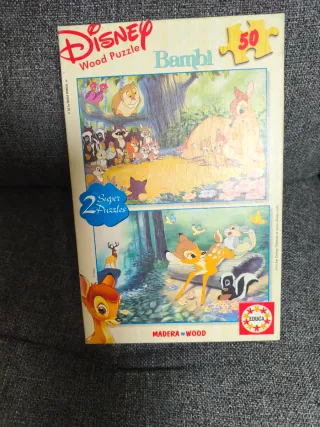 DISNEY
Wood Puzzle
Bambi
50
2 Super
Puzzles
MADERA WOOD
EDUCA